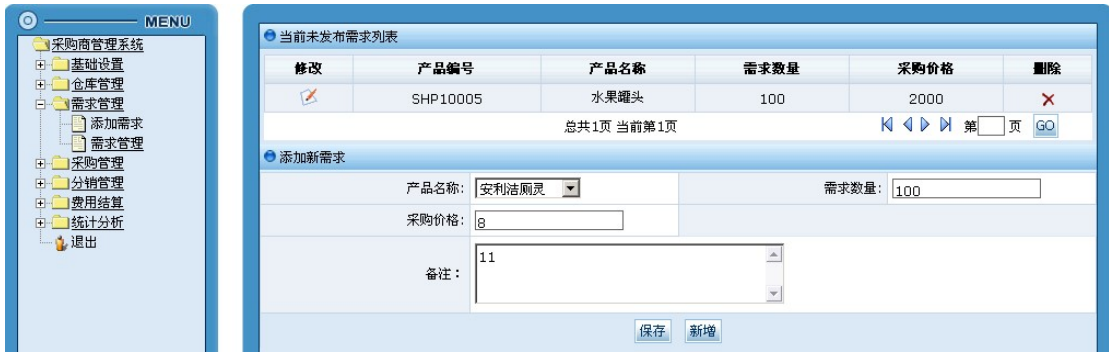 MENU
采购商管理系统
基础设置
仓库管理
需求管理
添加需求
需求管理
采购管理
分销管理
费用结算
统计分析
退出
当前未发布需求列表
修改 产品编号 产品名称 需求数量 采购价格 删除
SHP10005 水果罐头 100 2000
总共1页 当前第1页 第 页 GO
添加新需求
产品名称: 安利洁厕灵 需求数量: 100
采购价格: 8
备注: 11
保存 新增